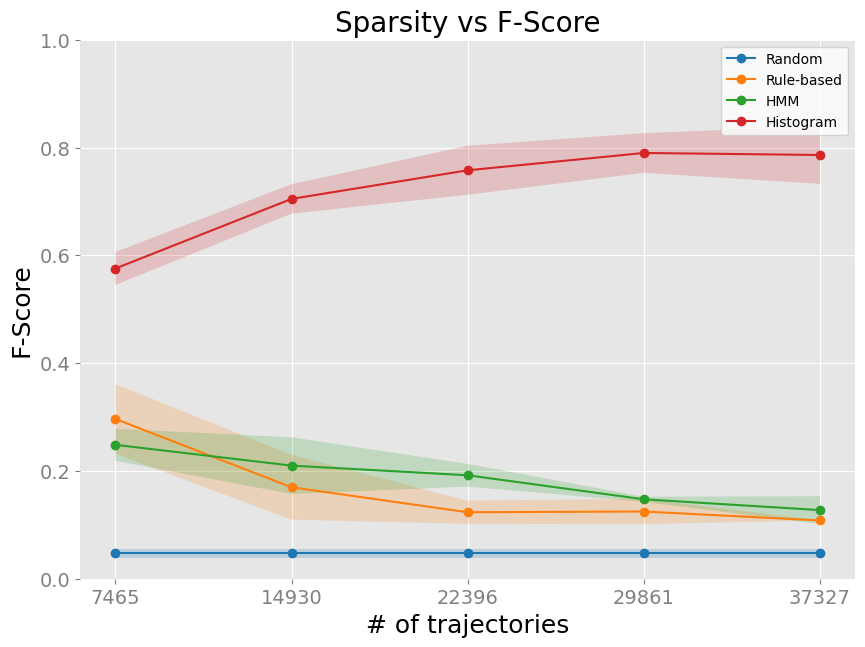 Sparsity vs F-Score
Random
Rule-based
HMM
Histogram
F-Score
1.0
0.8
0.6
0.4
0.2
0.0
7465 14930 22396 29861 37327
# of trajectories